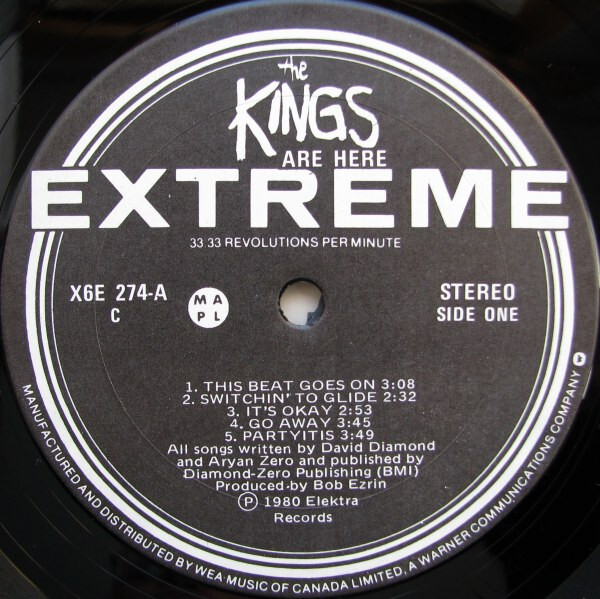 the
KINGS
ARE HERE
EXTREME
33 33 REVOLUTIONS PER MINUTE
X6E 274-A
C
M A
P L
STEREO
SIDE ONE
1. THIS BEAT GOES ON 3:08
2. SWITCHIN' TO GLIDE 2:32
3. IT'S OKAY 2:53
4. GO AWAY 3:45
5. PARTYITIS 3:49
All songs written by David Diamond
and Aryan Zero and published by
Diamond-Zero Publishing (BMI)
Produced by Bob Ezrin
Ⓟ 1980 Elektra
Records
MANUFACTURED AND DISTRIBUTED BY WEA MUSIC OF CANADA LIMITED, A WARNER COMMUNICATIONS COMPANY